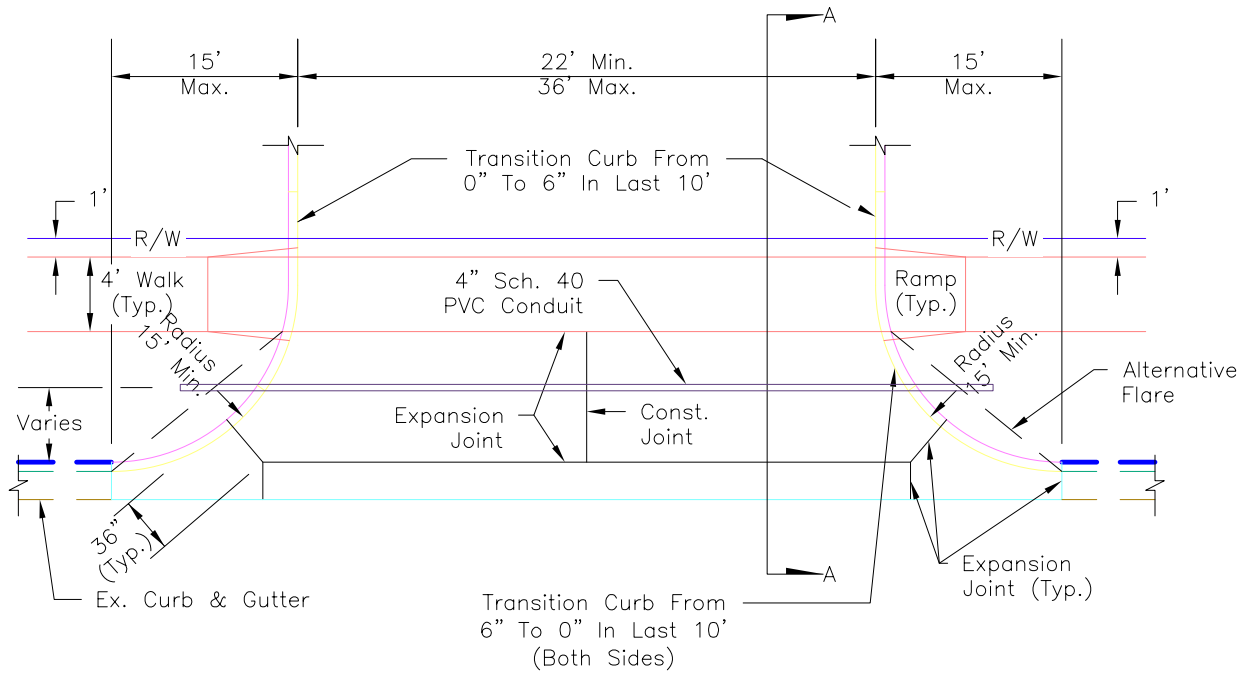 A
15'
Max.
22' Min.
36' Max.
15'
Max.
Transition Curb From
0" To 6" In Last 10'
1'
1'
R/W
R/W
4' Walk
(Typ.)
4" Sch. 40
PVC Conduit
Ramp
(Typ.)
Radius
15' Min.
Radius
15' Min.
Alternative
Flare
Varies
Expansion
Joint
Const.
Joint
36"
(Typ.)
Expansion
Joint (Typ.)
A
Ex. Curb & Gutter
Transition Curb From
6" To 0" In Last 10'
(Both Sides)